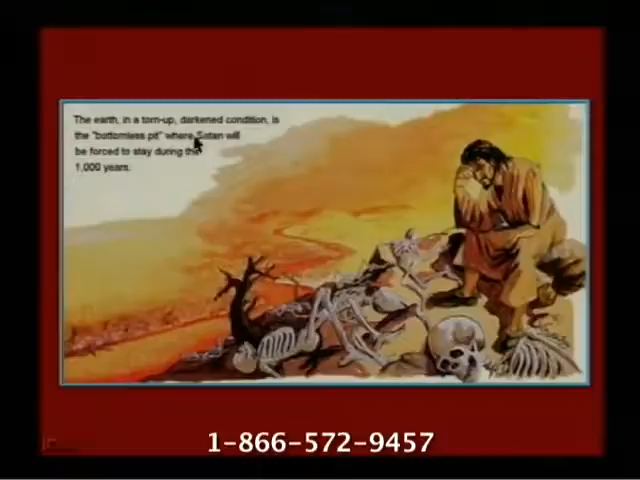 The earth, in a torn-up, darkened condition, is
the "bottomless pit" where Satan will
be forced to stay during the
1,000 years.
1-866-572-9457